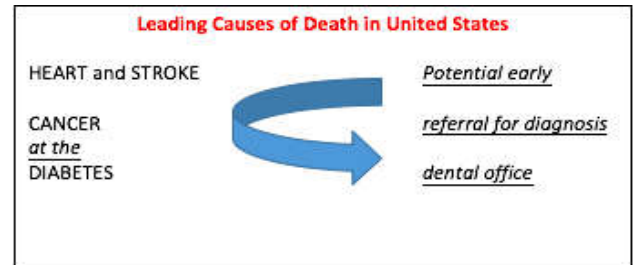 Leading Causes of Death in United States
HEART and STROKE
Potential early
CANCER
referral for diagnosis
at the
DIABETES
dental office